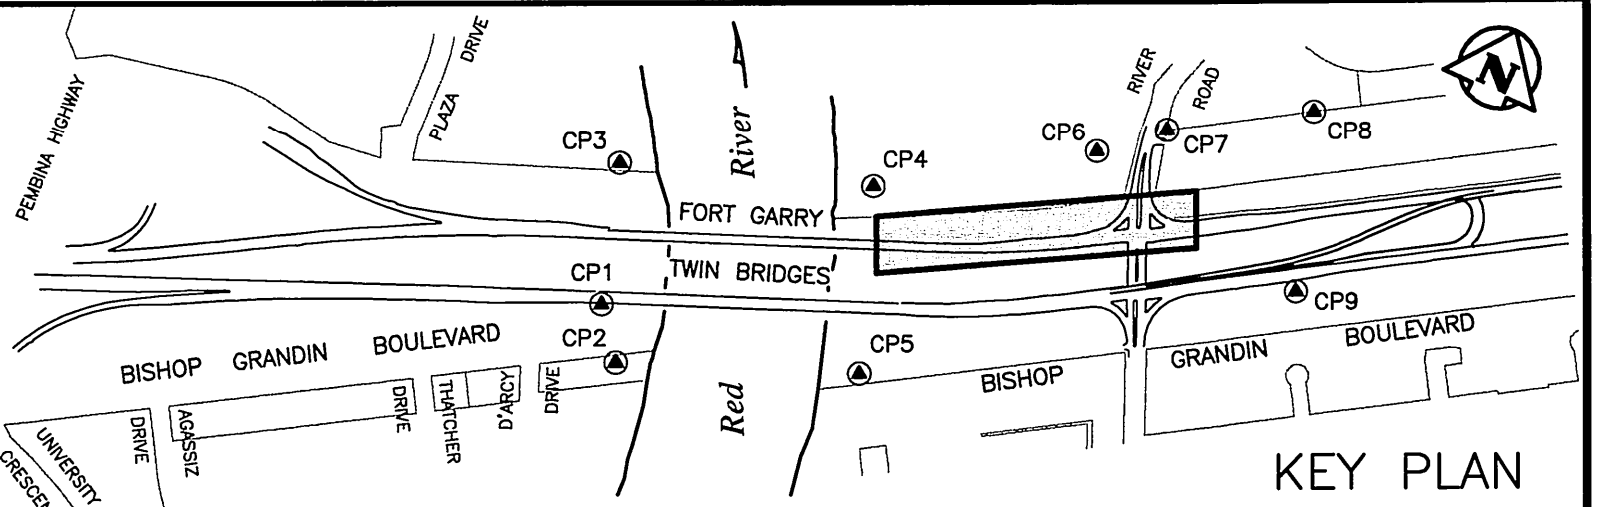 PEMBINA HIGHWAY
PLAZA DRIVE
CP3
River
RIVER ROAD
N
CP6
CP7
CP8
CP4
FORT GARRY
TWIN BRIDGES
CP1
CP9
BISHOP GRANDIN BOULEVARD
CP2
CP5
BISHOP GRANDIN BOULEVARD
Red
UNIVERSITY
CRESCEN
AGASSIZ
DRIVE
THATCHER
DRIVE
D'ARCY
DRIVE
KEY PLAN